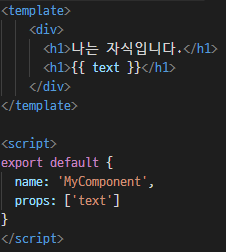 <template>
<div>
<h1>나는 자식입니다.</h1>
<h1>{{ text }}</h1>
</div>
</template>
<script>
export default {
name: 'MyComponent',
props: ['text']
}
</script>